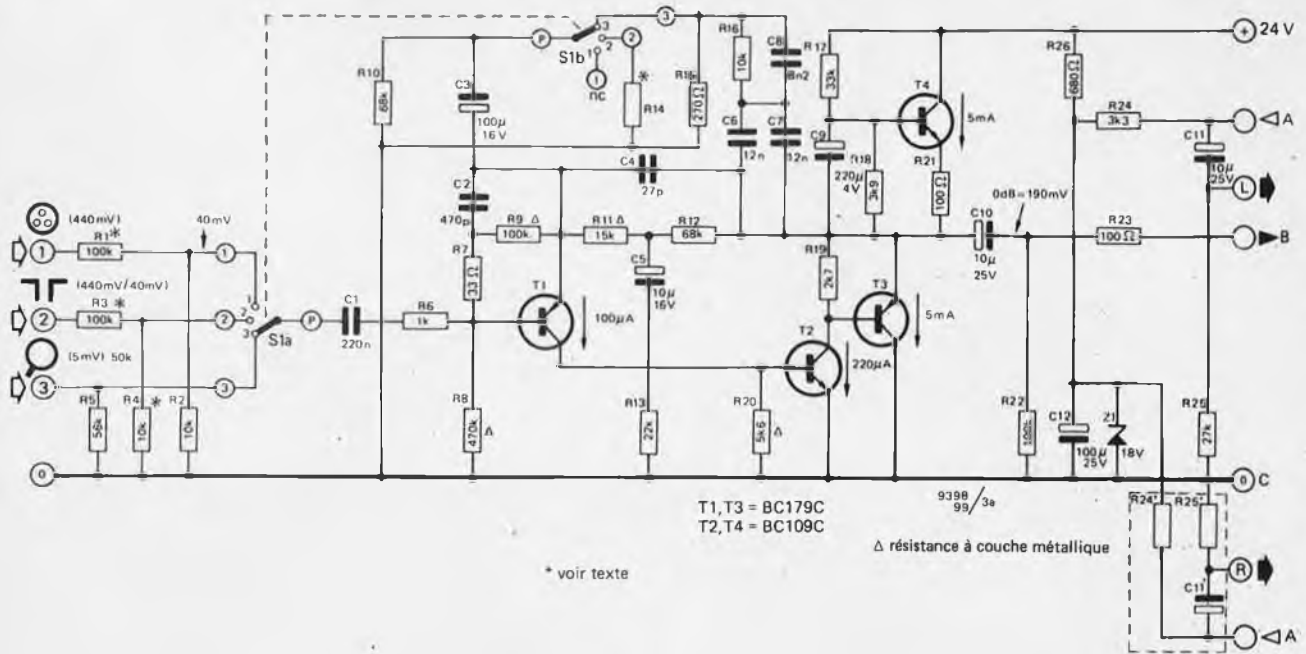 3
P
3
2
2
1
S1b
1
nc
R10
68k
C3
100µ
16V
*
R14
270Ω
R16
10k
C8
8n2
R17
33k
C6
12n
C7
12n
C9
220µ
4V
R18
3k9
T4
5mA
R21
100Ω
R26
680Ω
+
24 V
R24
3k3
A
C11
10µ
25V
L
C4
27p
C2
470p
R9 Δ
100k
R11 Δ
15k
R12
68k
C5
10µ
16V
C10
10µ
25V
0dB=190mV
R23
100Ω
B
(440mV)
40mV
1
R1*
100k
1
(440mV/40mV)
2
R3 *
100k
2
1
2
3
S1a
P
C1
220n
R6
1k
R7
33Ω
T1
100µA
R19
2k7
T3
5mA
T2
220µA
(5mV) 50k
3
3
R5
56k
R4
*
10k
R2
10k
R8
470k
Δ
R13
22k
R20
5k6
Δ
R22
100k
C12
100µ
25V
Z1
18V
R25
27k
0
0
C
T1,T3 = BC179C
T2,T4 = BC109C
9398
99/3a
Δ résistance à couche métallique
* voir texte
R24'
R25'
R
C11'
A'